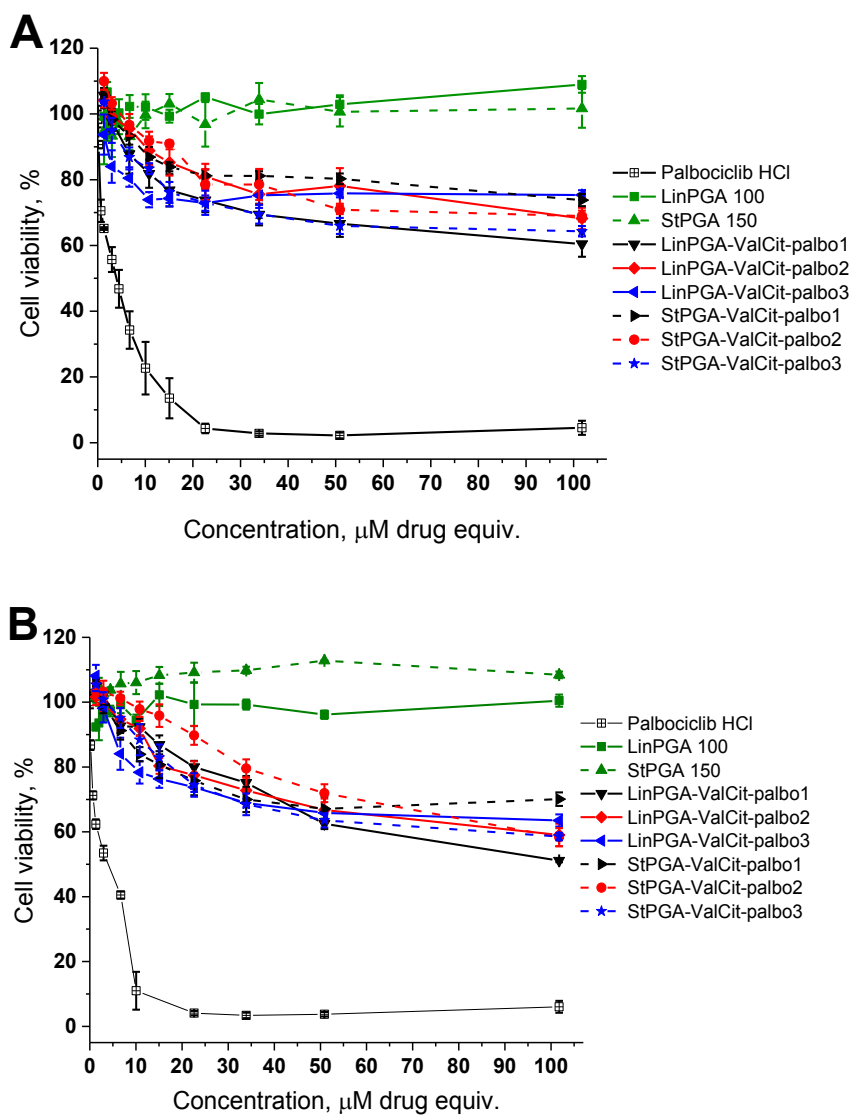 A
120
100
80
60
40
20
0
Cell viability, %
0 10 20 30 40 50 60 70 80 90 100
Concentration, μM drug equiv.
Palbociclib HCl
LinPGA 100
StPGA 150
LinPGA-ValCit-palbo1
LinPGA-ValCit-palbo2
LinPGA-ValCit-palbo3
StPGA-ValCit-palbo1
StPGA-ValCit-palbo2
StPGA-ValCit-palbo3
B
120
100
80
60
40
20
0
Cell viability, %
0 10 20 30 40 50 60 70 80 90 100
Concentration, μM drug equiv.
Palbociclib HCl
LinPGA 100
StPGA 150
LinPGA-ValCit-palbo1
LinPGA-ValCit-palbo2
LinPGA-ValCit-palbo3
StPGA-ValCit-palbo1
StPGA-ValCit-palbo2
StPGA-ValCit-palbo3